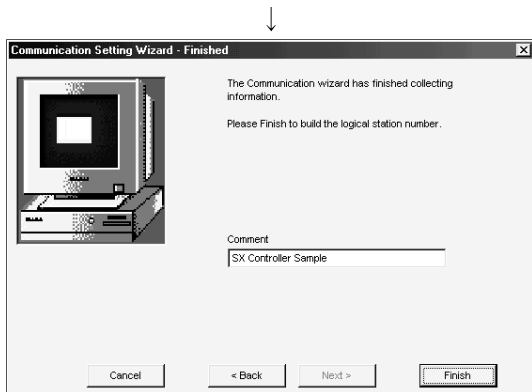 Communication Setting Wizard - Finished
The Communication wizard has finished collecting
information.
Please Finish to build the logical station number.
Comment
SX Controller Sample
Cancel
< Back
Next >
Finish